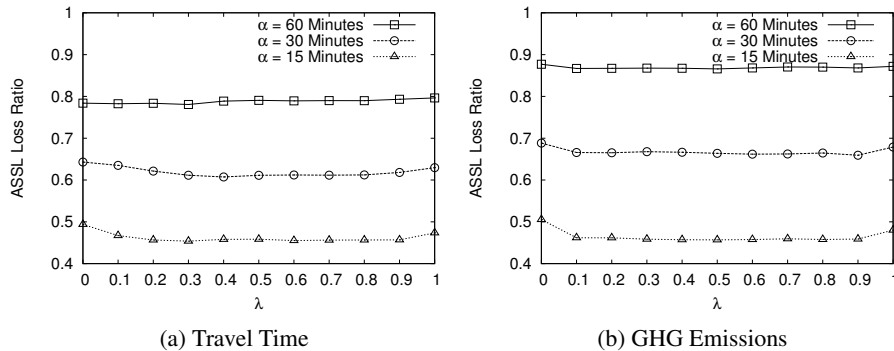 α = 60 Minutes
α = 30 Minutes
α = 15 Minutes
ASSL Loss Ratio
1
0.9
0.8
0.7
0.6
0.5
0.4
0 0.1 0.2 0.3 0.4 0.5 0.6 0.7 0.8 0.9 1
λ
(a) Travel Time
α = 60 Minutes
α = 30 Minutes
α = 15 Minutes
ASSL Loss Ratio
1
0.9
0.8
0.7
0.6
0.5
0.4
0 0.1 0.2 0.3 0.4 0.5 0.6 0.7 0.8 0.9 1
λ
(b) GHG Emissions